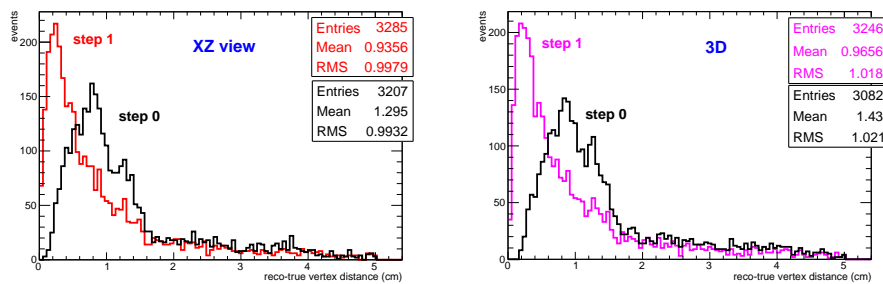 events
200
150
100
50
0
step 1
XZ view
step 0
Entries 3285
Mean 0.9356
RMS 0.9979
Entries 3207
Mean 1.295
RMS 0.9932
0 1 2 3 4 5
reco-true vertex distance (cm)
events
200
150
100
50
0
step 1
3D
step 0
Entries 3246
Mean 0.9656
RMS 1.018
Entries 3082
Mean 1.43
RMS 1.021
0 1 2 3 4 5
reco-true vertex distance (cm)